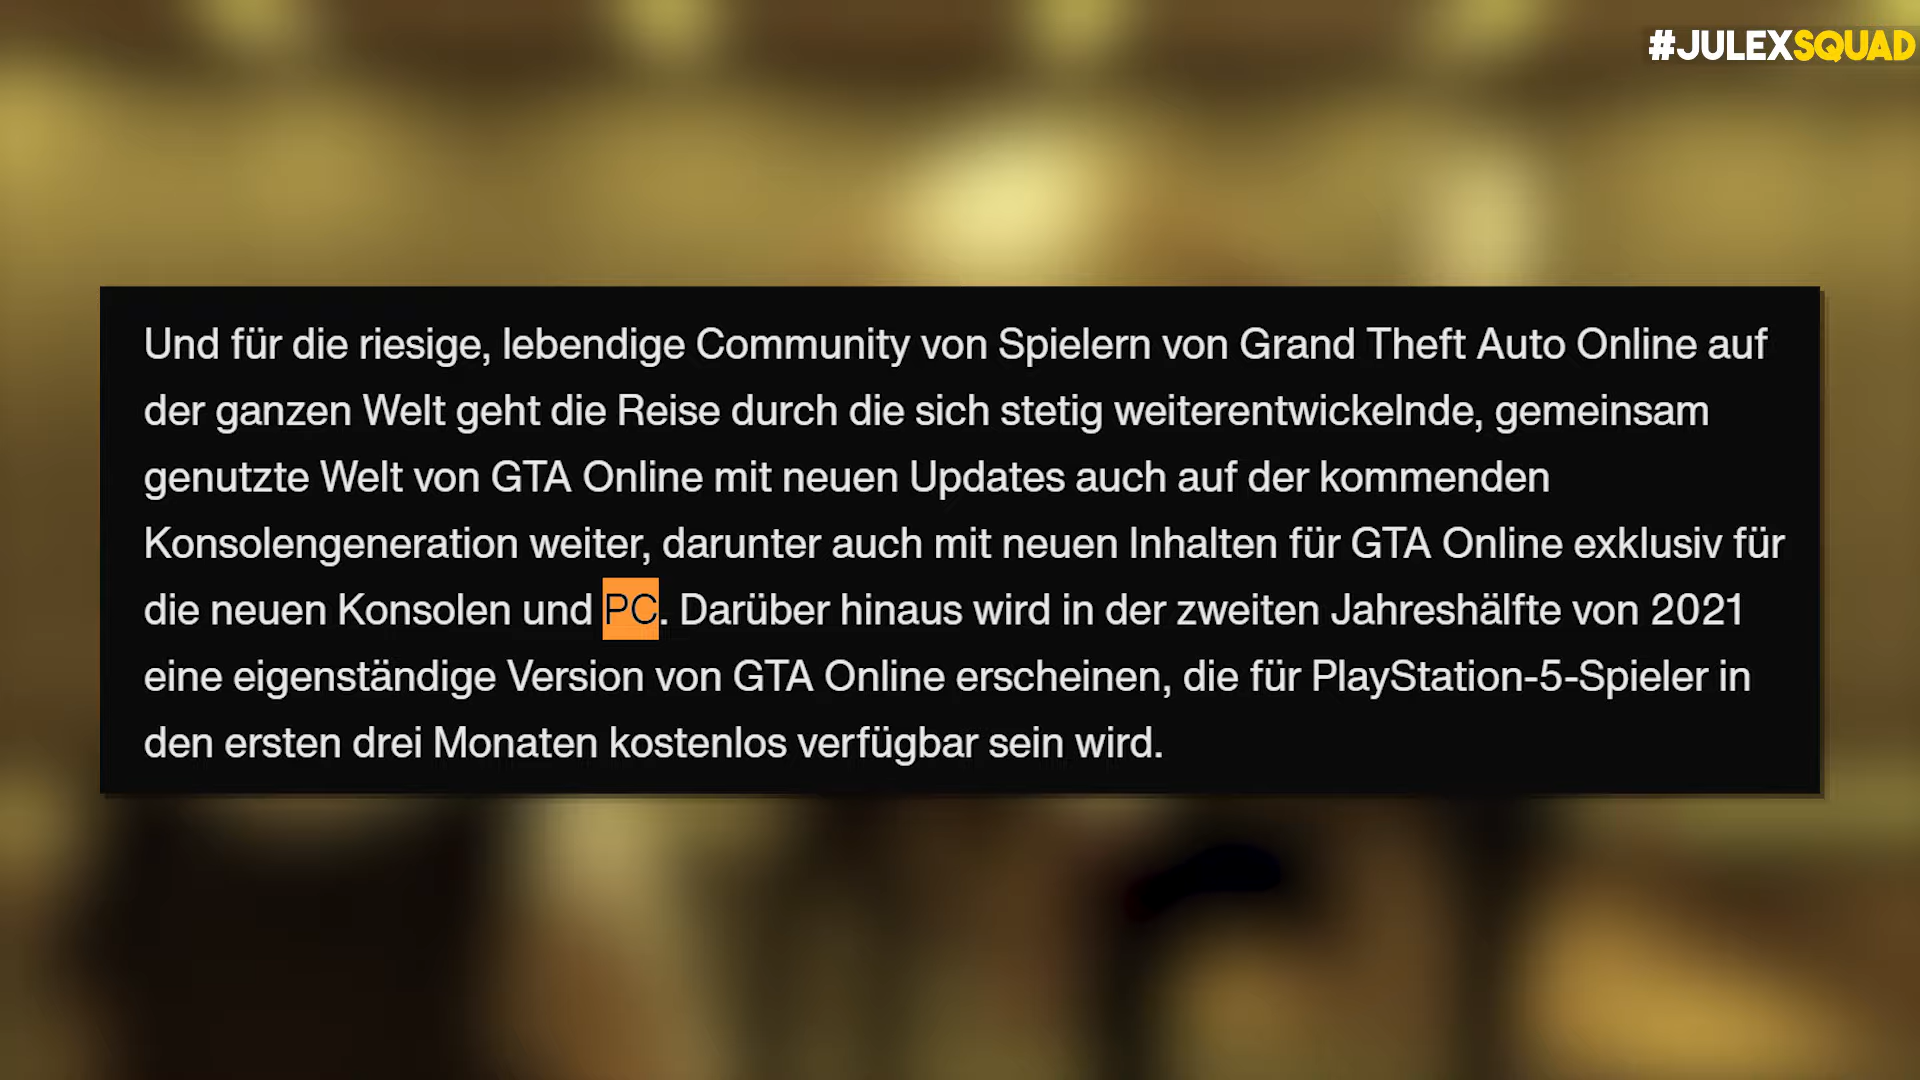 #JULEXSQUAD
Und für die riesige, lebendige Community von Spielern von Grand Theft Auto Online auf
der ganzen Welt geht die Reise durch die sich stetig weiterentwickelnde, gemeinsam
genutzte Welt von GTA Online mit neuen Updates auch auf der kommenden
Konsolengeneration weiter, darunter auch mit neuen Inhalten für GTA Online exklusiv für
die neuen Konsolen und PC. Darüber hinaus wird in der zweiten Jahreshälfte von 2021
eine eigenständige Version von GTA Online erscheinen, die für PlayStation-5-Spieler in
den ersten drei Monaten kostenlos verfügbar sein wird.